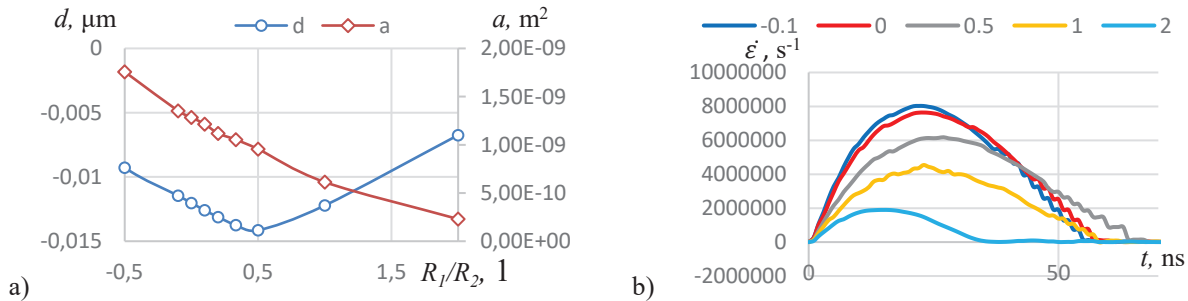 d, μm
d
a
a, m²
0
-0,005
-0,01
-0,015
2,00E-09
1,50E-09
1,00E-09
5,00E-10
0,00E+00
-0,5
0,5
1,5
R₁/R₂, 1
a)
-0.1
0
0.5
1
2
ε̇, s⁻¹
10000000
8000000
6000000
4000000
2000000
0
-2000000
0
50
t, ns
b)